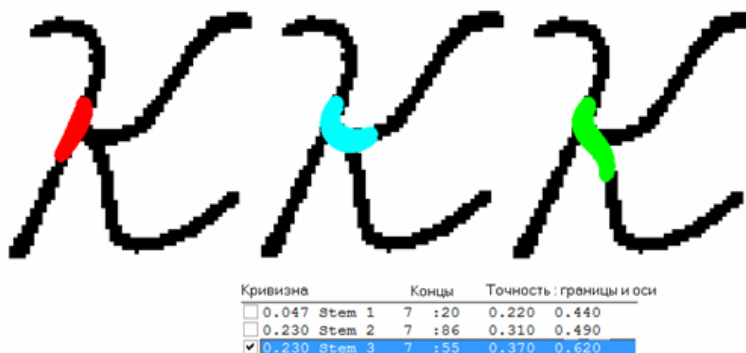 Кривизна Концы Точность : границы и оси
0.047 Stem 1 7 :20 0.220 0.440
0.230 Stem 2 7 :86 0.310 0.490
0.230 Stem 3 7 :55 0.370 0.620